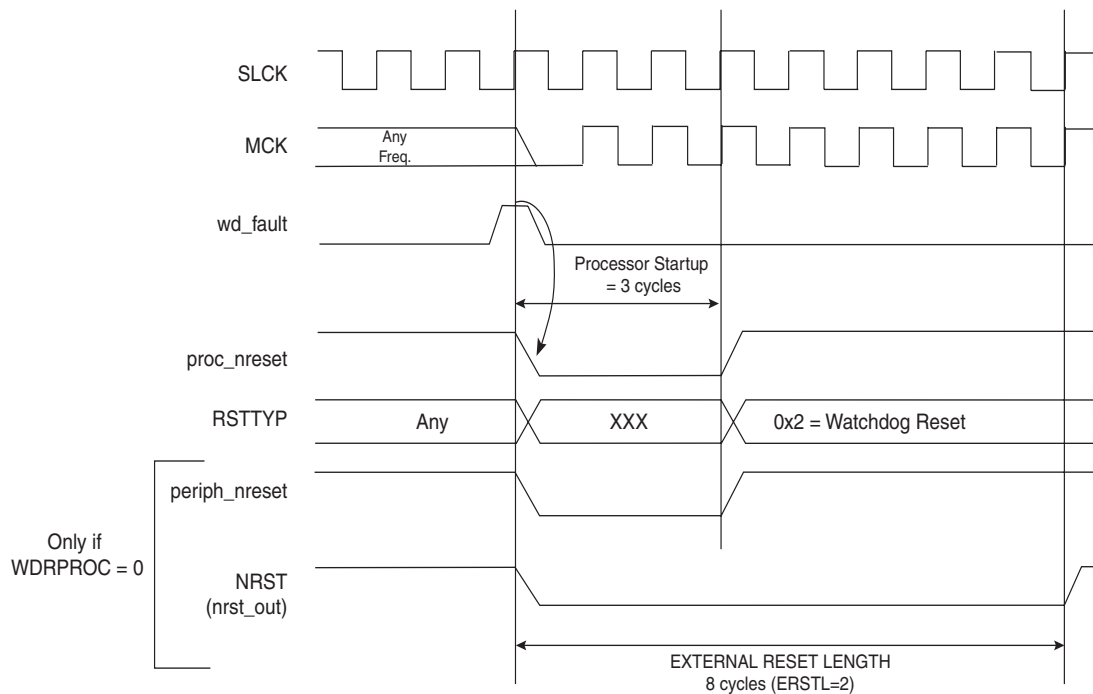 SLCK
MCK
Any
Freq.
wd_fault
Processor Startup
= 3 cycles
proc_nreset
RSTTYP
Any
XXX
0x2 = Watchdog Reset
periph_nreset
Only if
WDRPROC = 0
NRST
(nrst_out)
EXTERNAL RESET LENGTH
8 cycles (ERSTL=2)